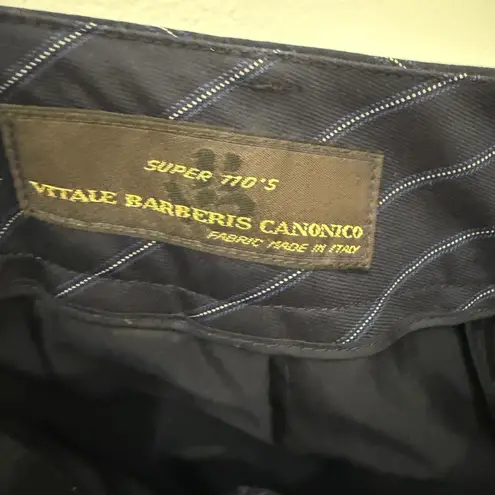 SUPER 110'S
VITALE BARBERIS CANONICO
FABRIC MADE IN ITALY